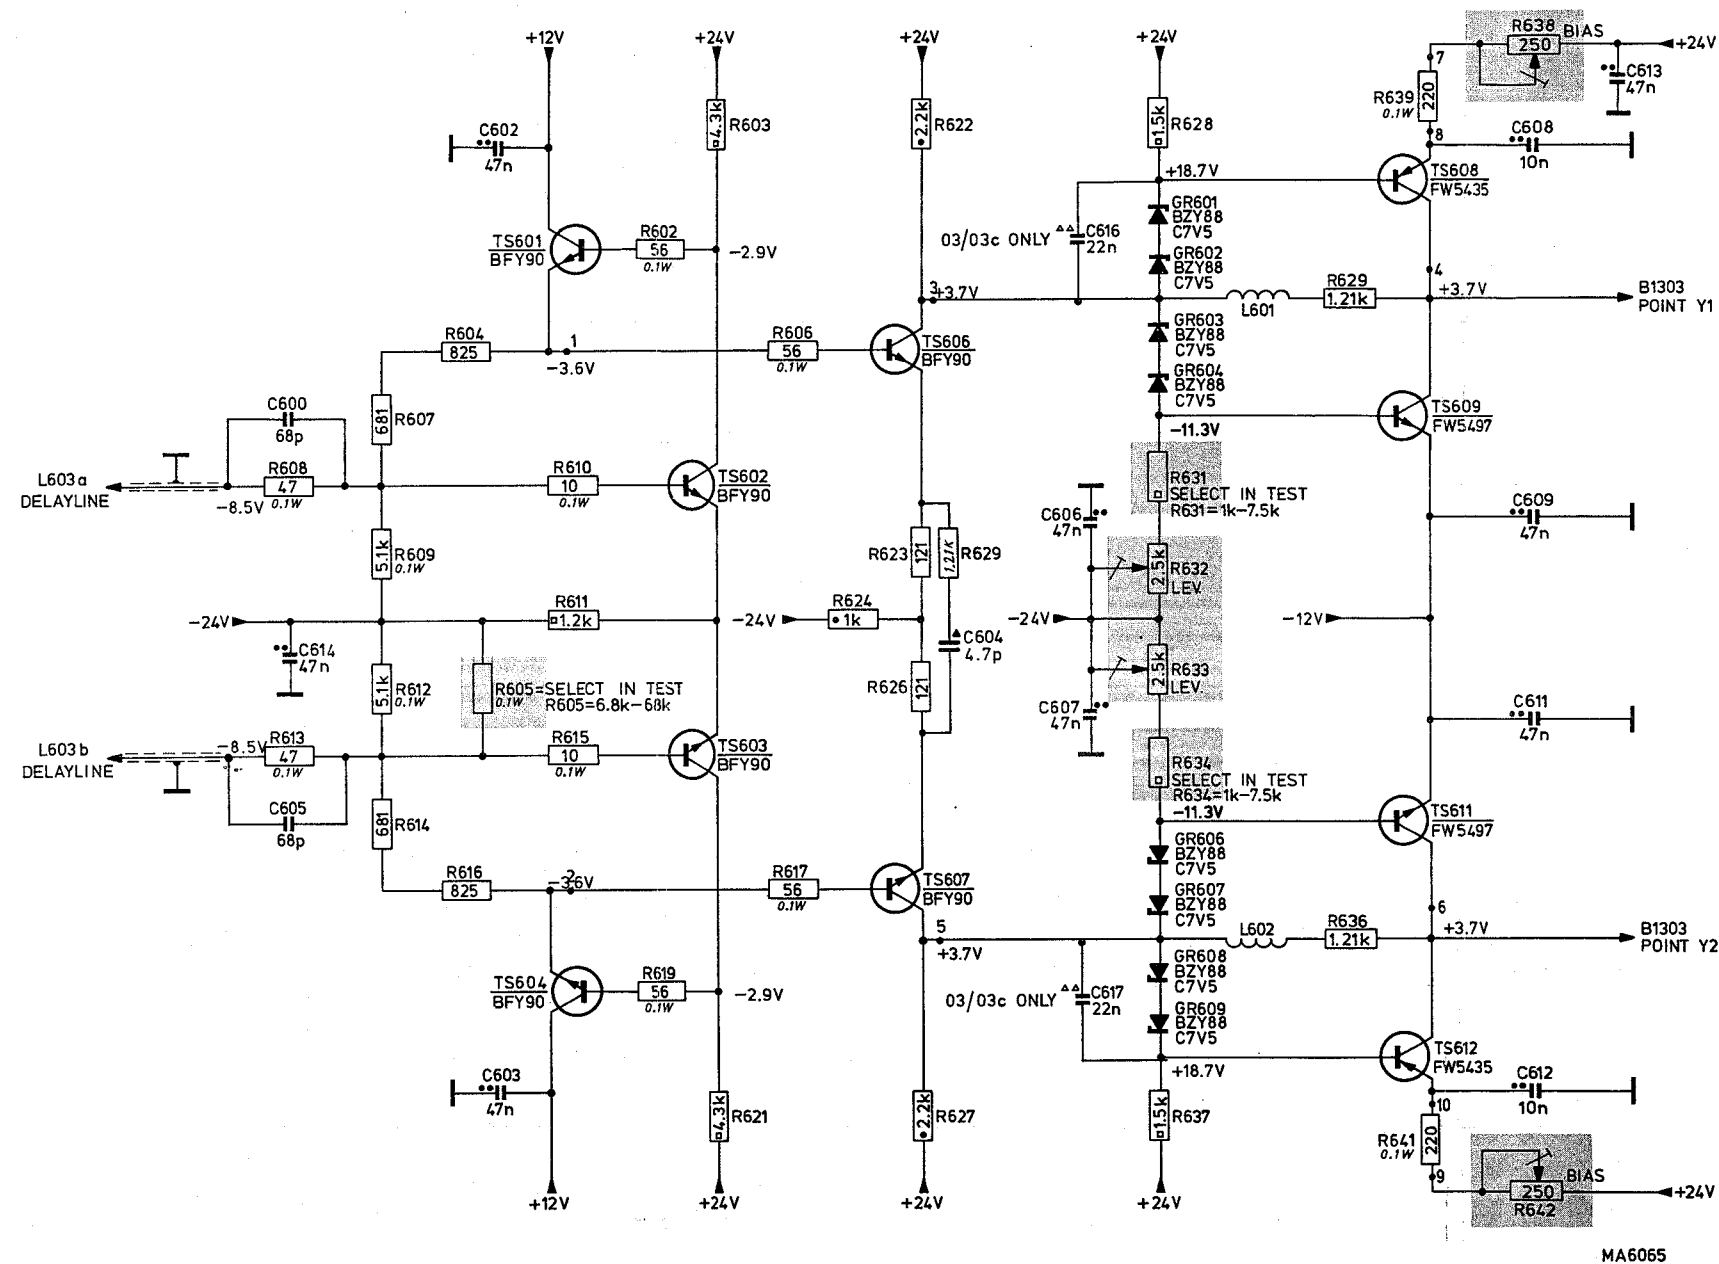 +12V
+24V
+24V
+24V
R638 BIAS
250
+24V
7
C613
47n
R639
0.1W
220
8
C608
10n
C602
47n
4.3k
R603
2.2k
R622
1.5k
R628
+18.7V
TS608
FW5435
TS601
BFY90
R602
56
0.1W
-2.9V
03/03c ONLY
C616
22n
GR601
BZY88
C7V5
GR602
BZY88
C7V5
4
3
+3.7V
L601
R629
1.21k
+3.7V
B1303
POINT Y1
R604
825
1
-3.6V
R606
56
0.1W
TS606
BFY90
GR603
BZY88
C7V5
GR604
BZY88
C7V5
TS609
FW5497
-11.3V
C600
68p
681
R607
L603a
DELAYLINE
-8.5V
R608
47
0.1W
R610
10
0.1W
TS602
BFY90
R631
SELECT IN TEST
R631=1k-7.5k
C606
47n
C609
47n
5.1k
R609
0.1W
R623
121
1.21K
R629
2.5k
R632
LEV.
-24V
R611
1.2k
-24V
R624
1k
-24V
-12V
C614
47n
C604
4.7p
5.1k
R612
0.1W
R605=SELECT IN TEST
0.1W
R605=6.8k-68k
R626
121
2.5k
R633
LEV.
C607
47n
C611
47n
L603b
DELAYLINE
-8.5V
R613
47
0.1W
R615
10
0.1W
TS603
BFY90
R634
SELECT IN TEST
R634=1k-7.5k
-11.3V
TS611
FW5497
C605
68p
681
R614
GR606
BZY88
C7V5
GR607
BZY88
C7V5
R616
825
2
-3.6V
R617
56
0.1W
TS607
BFY90
6
5
+3.7V
L602
R636
1.21k
+3.7V
B1303
POINT Y2
TS604
BFY90
R619
56
0.1W
-2.9V
03/03c ONLY
C617
22n
GR608
BZY88
C7V5
GR609
BZY88
C7V5
TS612
FW5435
+18.7V
C603
47n
4.3k
R621
2.2k
R627
1.5k
R637
C612
10n
10
R641
0.1W
220
9
BIAS
250
R642
+24V
+12V
+24V
+24V
+24V
MA6065